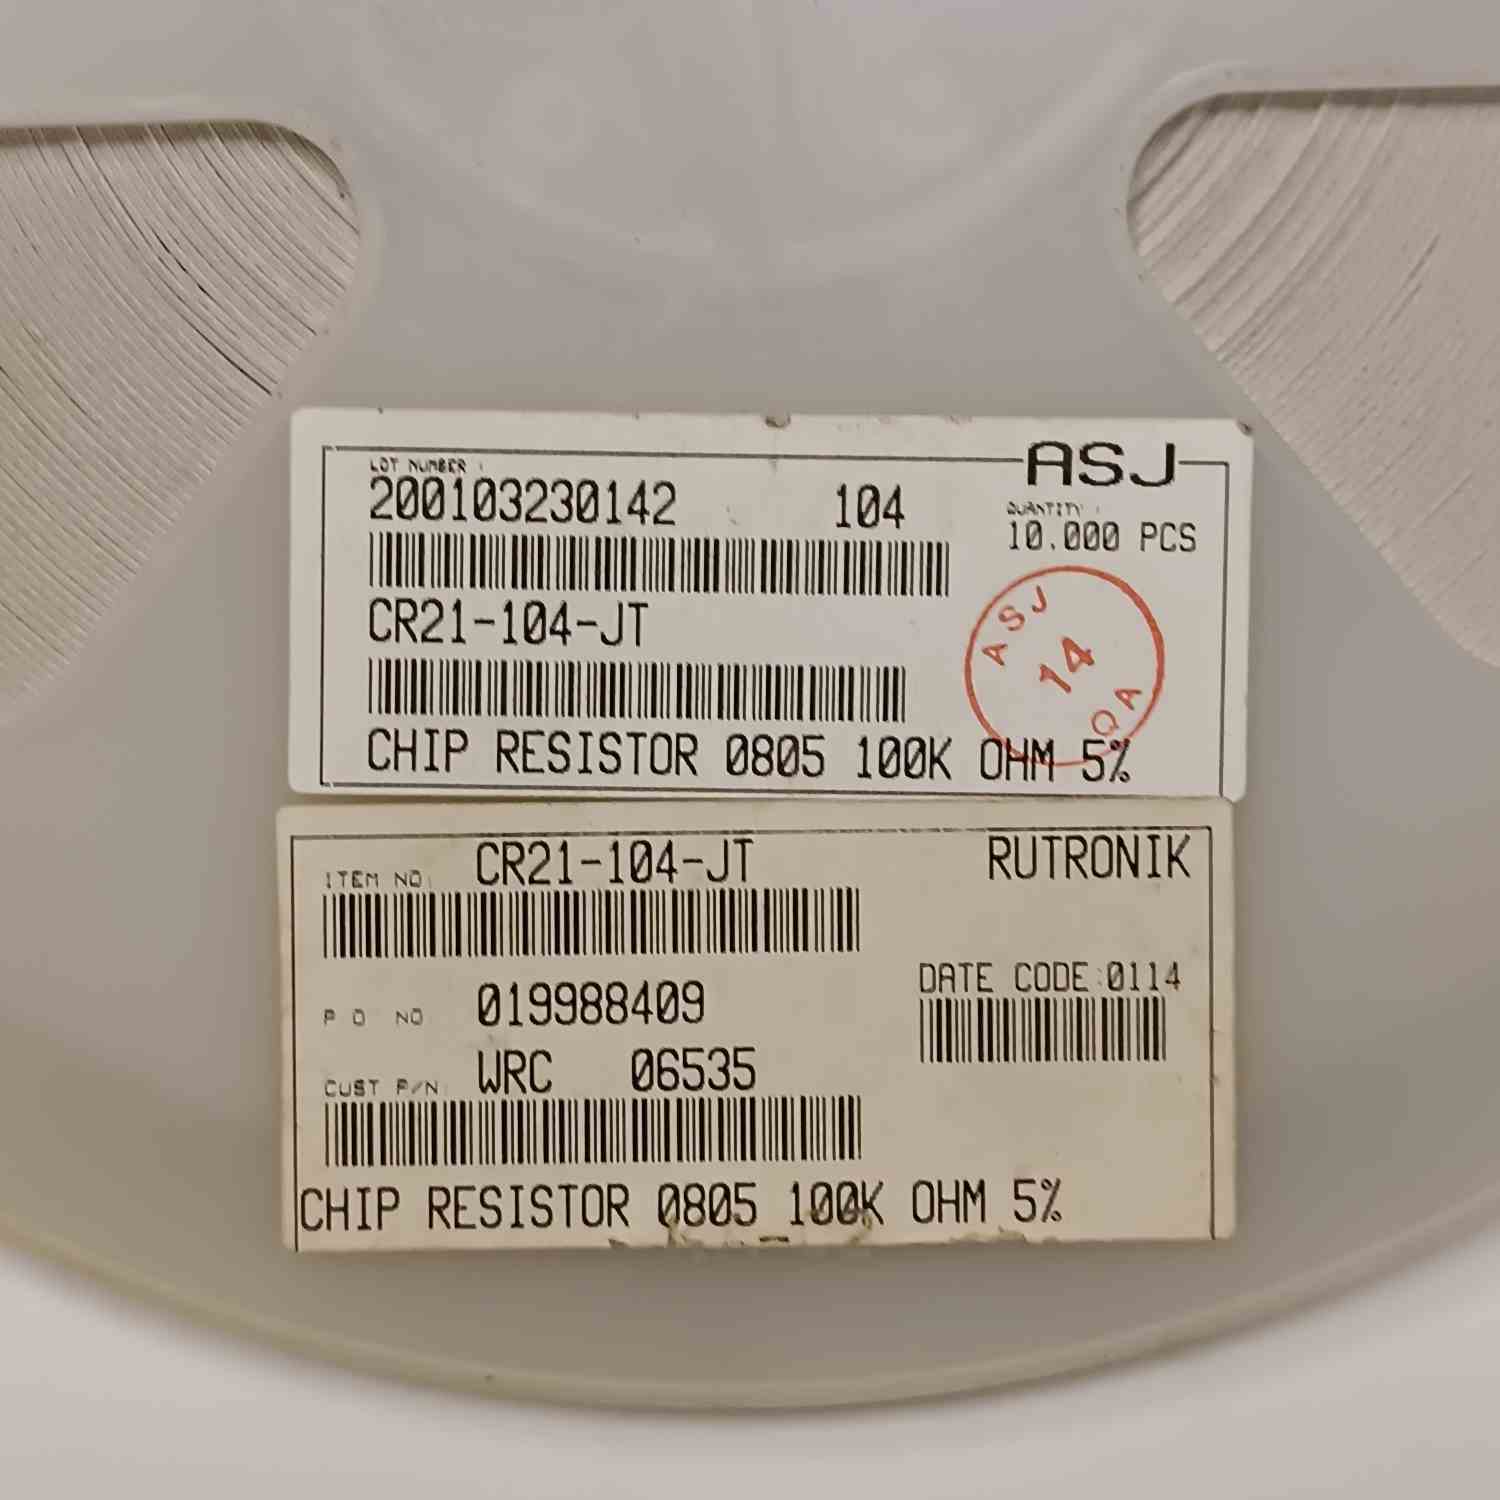 ASJ
LOT NUMBER :
200103230142 104
QUANTITY :
10.000 PCS
CR21-104-JT
ASJ
14
QA
CHIP RESISTOR 0805 100K OHM 5%
ITEM NO: CR21-104-JT RUTRONIK
DATE CODE:0114
P O NO 019988409
CUST P/N: WRC 06535
CHIP RESISTOR 0805 100K OHM 5%